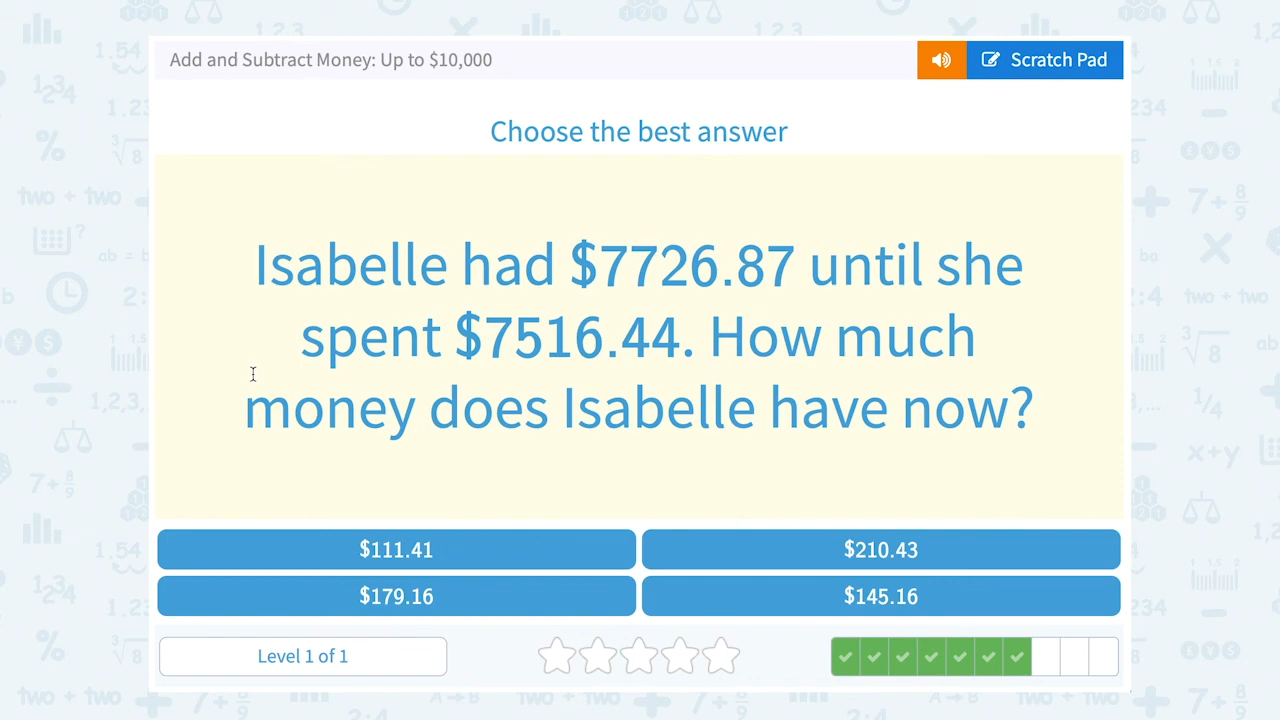 Add and Subtract Money: Up to $10,000
Scratch Pad
Choose the best answer
Isabelle had $7726.87 until she
spent $7516.44. How much
money does Isabelle have now?
$111.41
$210.43
$179.16
$145.16
Level 1 of 1